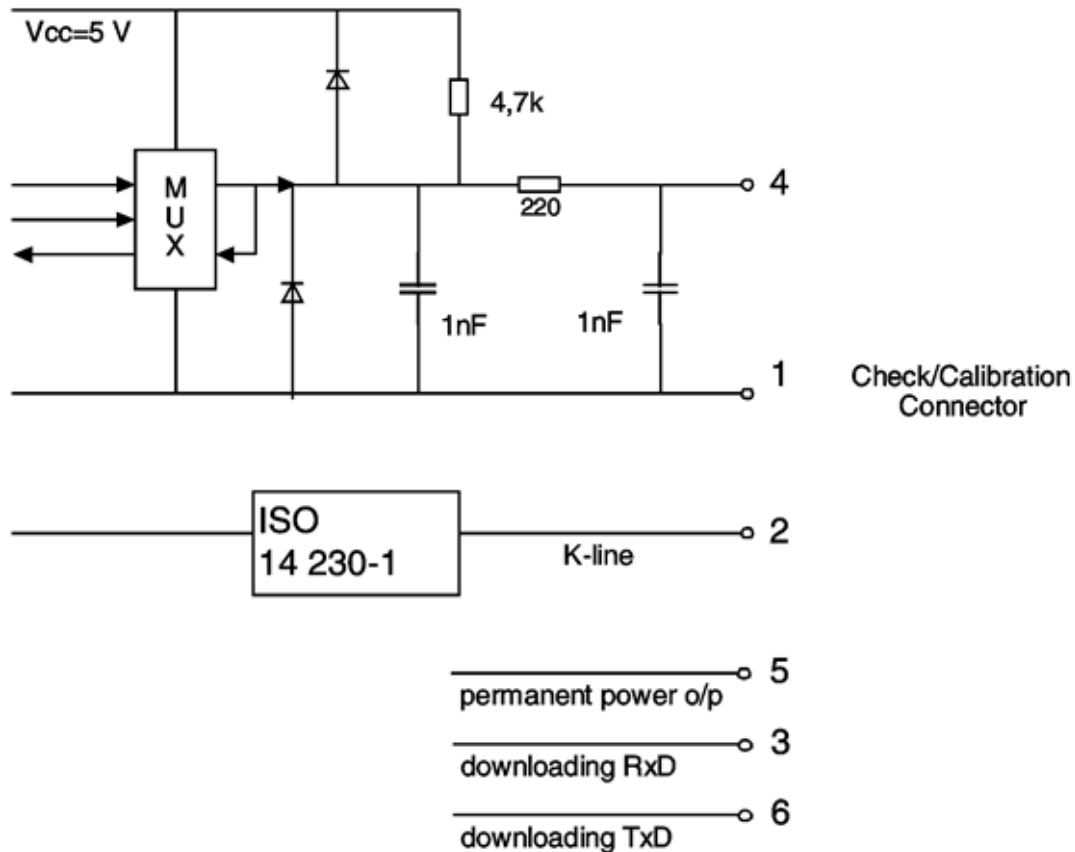 Vcc=5 V
4,7k
M
U
X
220
4
1nF
1nF
1
Check/Calibration
Connector
ISO
14 230-1
K-line
2
permanent power o/p
5
downloading RxD
3
downloading TxD
6